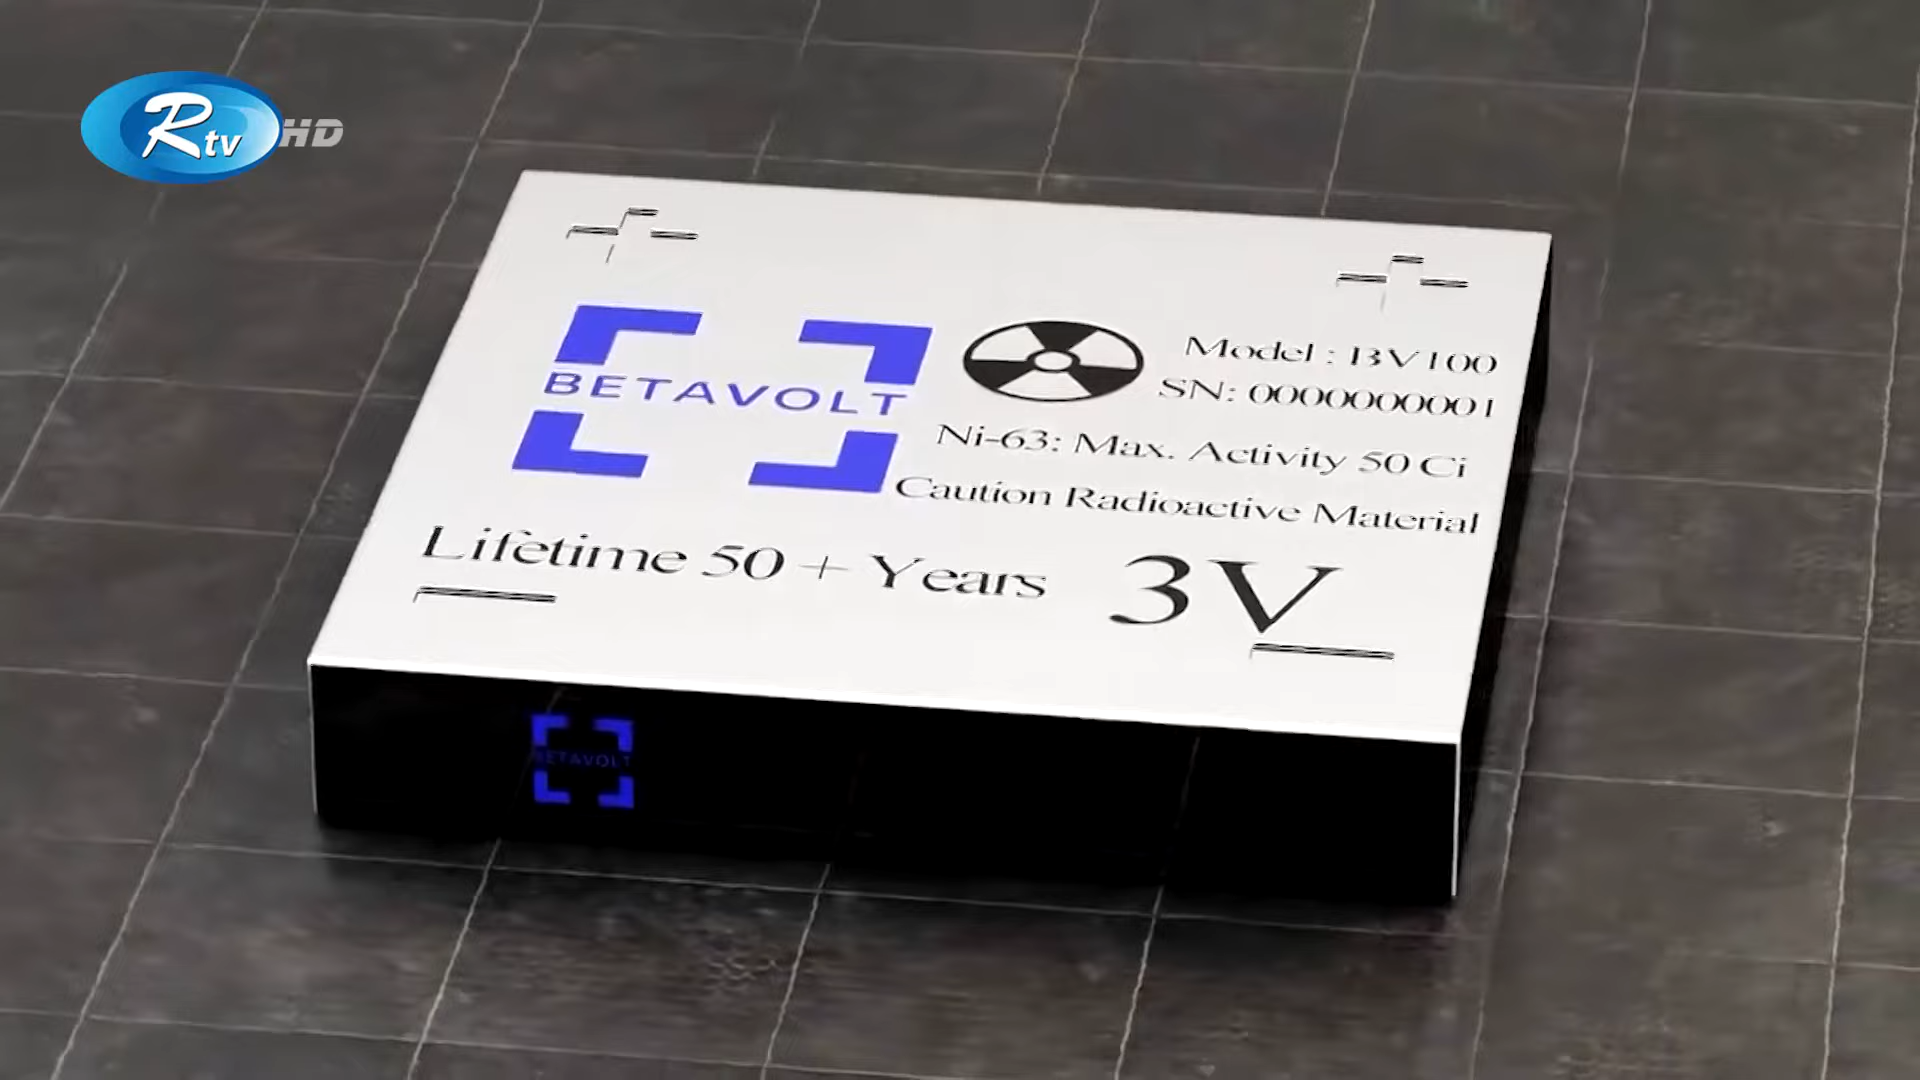 Rtv HD
BETAVOLT
Model : BV100
SN: 0000000001
Ni-63: Max. Activity 50 Ci
Caution Radioactive Material
Lifetime 50 + Years
3V
BETAVOLT